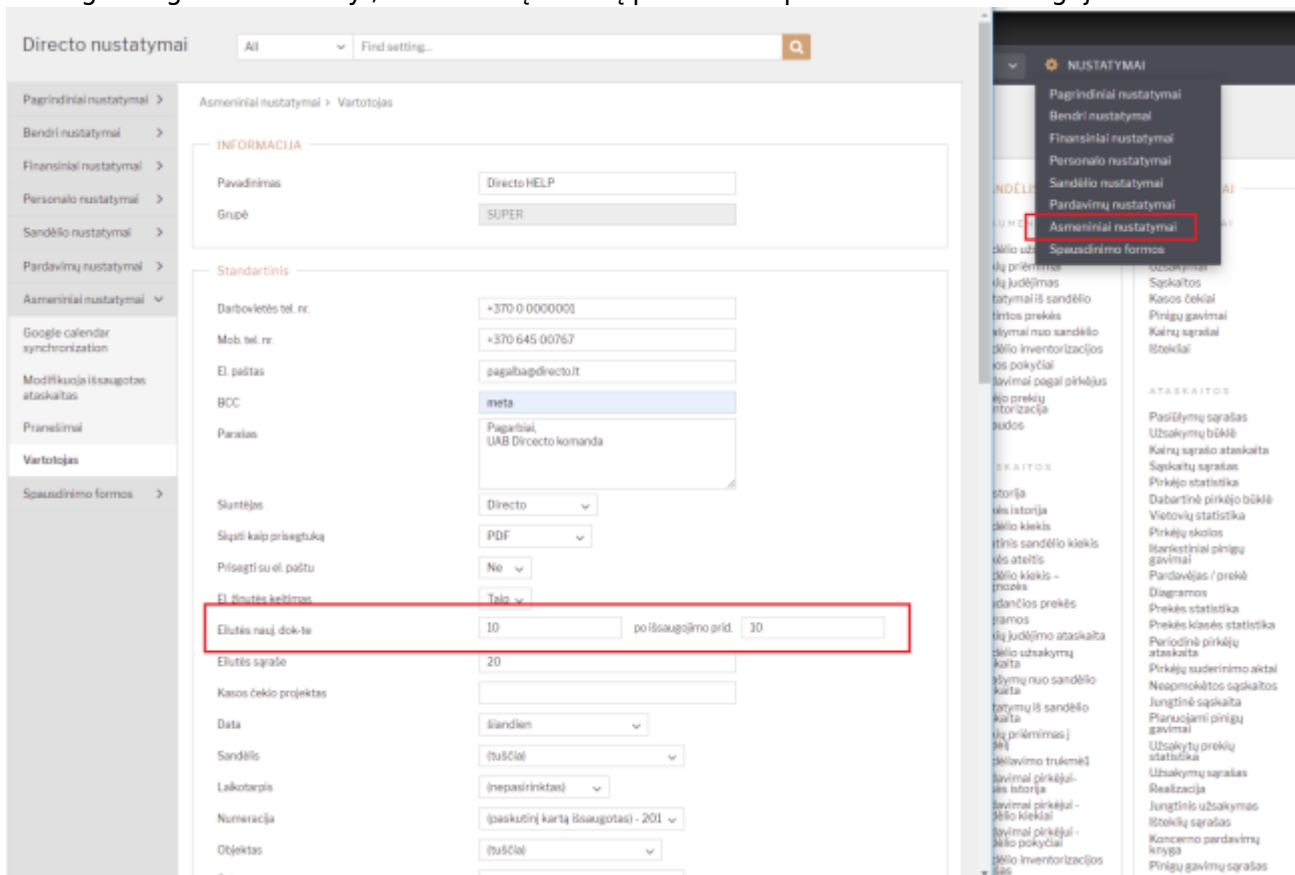 Directo nustatymai
All
Find setting...
NUSTATYMAI
Pagrindiniai nustatymai
Bendri nustatymai
Finansiniai nustatymai
Personalo nustatymai
Sandėlio nustatymai
Pardavimų nustatymai
Asmeniniai nustatymai
Spausdinimo formos
Pagrindiniai nustatymai >
Bendri nustatymai >
Finansiniai nustatymai >
Personalo nustatymai >
Sandėlio nustatymai >
Pardavimų nustatymai >
Asmeniniai nustatymai
Google calendar
synchronization
Modifikuoja išsaugotas
ataskaitas
Pranešimai
Vartotojas
Spausdinimo formos >
Asmeniniai nustatymai > Vartotojas
INFORMACIJA
Pavadinimas Directo HELP
Grupė SUPER
Standartinis
Darbovietės tel. nr. +370 0 0000001
Mob. tel. nr. +370 645 00767
El. paštas pagalba@directo.lt
BCC meta
Parašas Pagarbiai,
UAB Dircecto komanda
Siuntėjas Directo
Siųsti kaip prisegtuką PDF
Prisegti su el. paštu Ne
El. žinutės keitimas Taip
Eilutės nauj. dok-te 10 po išsaugojimo prid. 10
Eilutės sąraše 20
Kasos čekio projektas
Data šiandien
Sandėlis (tuščia)
Laikotarpis (nepasirinktas)
Numeracija (paskutinį kartą išsaugotas) - 201
Objektas (tuščia)
Užsakymai
Sąskaitos
Kasos čekiai
Pinigų gavimai
Kainų sąrašai
Ištekliai
ATASKAITOS
Pasiūlymų sąrašas
Užsakymų būklė
Kainų sąrašo ataskaita
Sąskaitų sąrašas
Pirkėjo statistika
Dabartinė pirkėjo būklė
Vietovių statistika
Pirkėjų skolos
Išankstiniai pinigų
gavimai
Pardavėjas / prekė
Diagramos
Prekės statistika
Prekės klasės statistika
Periodinė pirkėjų
ataskaita
Pirkėjų suderinimo aktai
Neapmokėtos sąskaitos
Jungtinė sąskaita
Planuojami pinigų
gavimai
Užsakytų prekių
statistika
Užsakymų sąrašas
Realizacija
Jungtinis užsakymas
Išteklių sąrašas
Koncerno pardavimų
knyga
Pinigų gavimų sąrašas